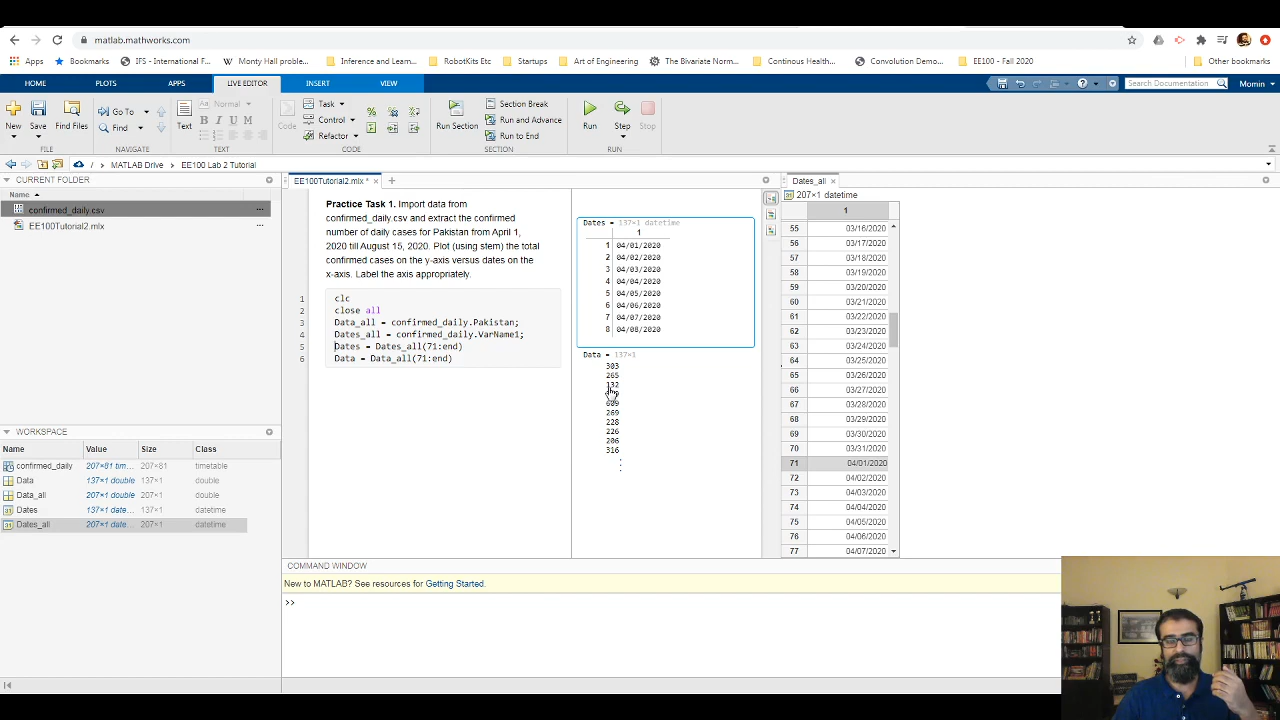 matlab.mathworks.com
Apps Bookmarks IFS - International F... Monty Hall proble... Inference and Learn... RobotKits Etc Startups Art of Engineering The Bivariate Norm... Continous Health... Convolution Demo... EE100 - Fall 2020 Other bookmarks
HOME PLOTS APPS LIVE EDITOR INSERT VIEW Search Documentation Momin
New Save Find Files Go To Find Text Normal B I U M Code Task Control Refactor Run Section Section Break Run and Advance Run to End Run Step Stop
FILE NAVIGATE TEXT CODE SECTION RUN
/ MATLAB Drive EE100 Lab 2 Tutorial
CURRENT FOLDER
Name
confirmed_daily.csv
EE100Tutorial2.mlx
WORKSPACE
Name Value Size Class
confirmed_daily 207×81 tim... 207×81 timetable
Data 137×1 double 137×1 double
Data_all 207×1 double 207×1 double
Dates 137×1 date... 137×1 datetime
Dates_all 207×1 date... 207×1 datetime
EE100Tutorial2.mlx *
Practice Task 1. Import data from
confirmed_daily.csv and extract the confirmed
number of daily cases for Pakistan from April 1,
2020 till August 15, 2020. Plot (using stem) the total
confirmed cases on the y-axis versus dates on the
x-axis. Label the axis appropriately.
1 clc
2 close all
3 Data_all = confirmed_daily.Pakistan;
4 Dates_all = confirmed_daily.VarName1;
5 Dates = Dates_all(71:end)
6 Data = Data_all(71:end)
Dates = 137×1 datetime
1
1 04/01/2020
2 04/02/2020
3 04/03/2020
4 04/04/2020
5 04/05/2020
6 04/06/2020
7 04/07/2020
8 04/08/2020
Data = 137×1
303
265
132
269
228
226
206
316
Dates_all
207×1 datetime
1
55 03/16/2020
56 03/17/2020
57 03/18/2020
58 03/19/2020
59 03/20/2020
60 03/21/2020
61 03/22/2020
62 03/23/2020
63 03/24/2020
64 03/25/2020
65 03/26/2020
66 03/27/2020
67 03/28/2020
68 03/29/2020
69 03/30/2020
70 03/31/2020
71 04/01/2020
72 04/02/2020
73 04/03/2020
74 04/04/2020
75 04/05/2020
76 04/06/2020
77 04/07/2020
COMMAND WINDOW
New to MATLAB? See resources for Getting Started.
>>